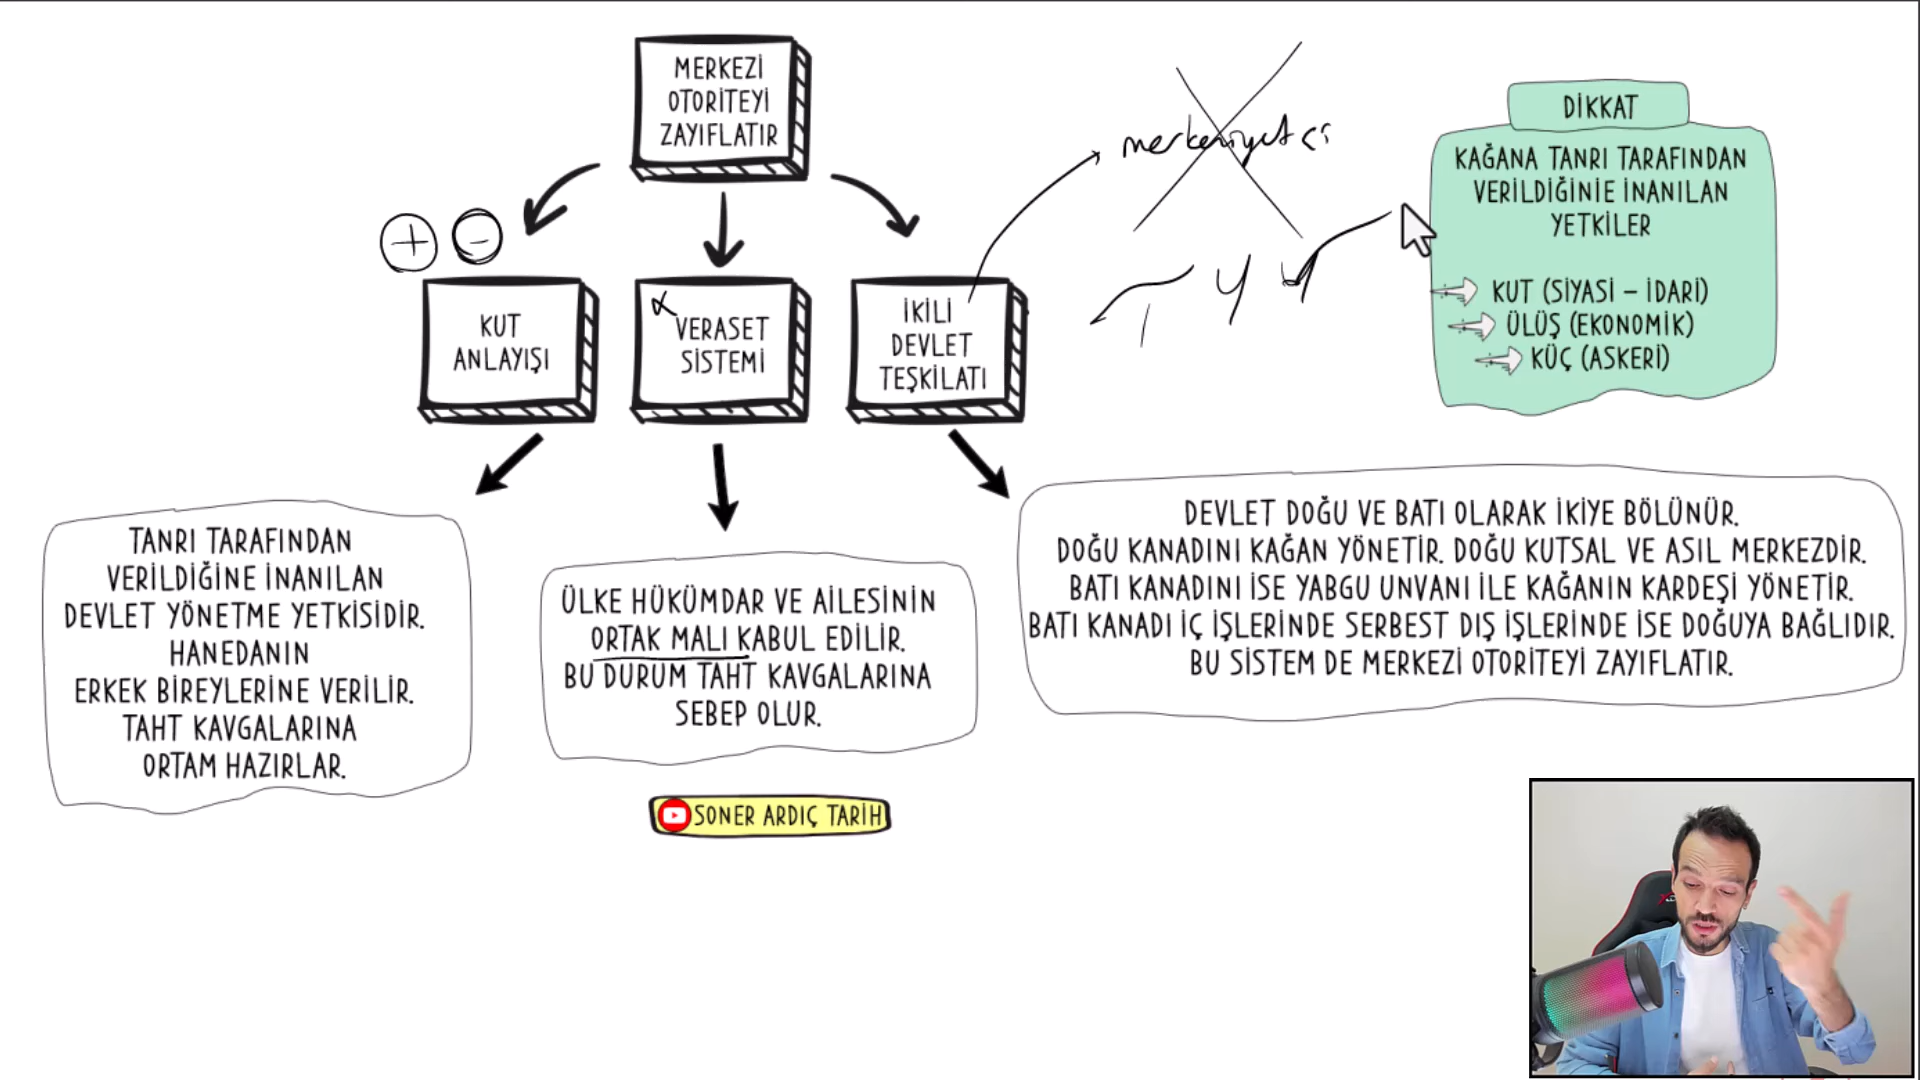 MERKEZİ
OTORİTEYİ
ZAYIFLATIR
merkeziyetçi
DİKKAT
KAĞANA TANRI TARAFINDAN
VERİLDİĞİNİE İNANILAN
YETKİLER
KUT (SİYASİ – İDARİ)
ÜLÜŞ (EKONOMİK)
KÜÇ (ASKERİ)
+
-
KUT
ANLAYIŞI
VERASET
SİSTEMİ
İKİLİ
DEVLET
TEŞKİLATI
TANRI TARAFINDAN
VERİLDİĞİNE İNANILAN
DEVLET YÖNETME YETKİSİDİR.
HANEDANIN
ERKEK BİREYLERİNE VERİLİR.
TAHT KAVGALARINA
ORTAM HAZIRLAR.
ÜLKE HÜKÜMDAR VE AİLESİNİN
ORTAK MALI KABUL EDİLİR.
BU DURUM TAHT KAVGALARINA
SEBEP OLUR.
DEVLET DOĞU VE BATI OLARAK İKİYE BÖLÜNÜR.
DOĞU KANADINI KAĞAN YÖNETİR. DOĞU KUTSAL VE ASIL MERKEZDİR.
BATI KANADINI İSE YABGU UNVANI İLE KAĞANIN KARDEŞİ YÖNETİR.
BATI KANADI İÇ İŞLERİNDE SERBEST DIŞ İŞLERİNDE İSE DOĞUYA BAĞLIDIR.
BU SİSTEM DE MERKEZİ OTORİTEYİ ZAYIFLATIR.
SONER ARDIÇ TARİH